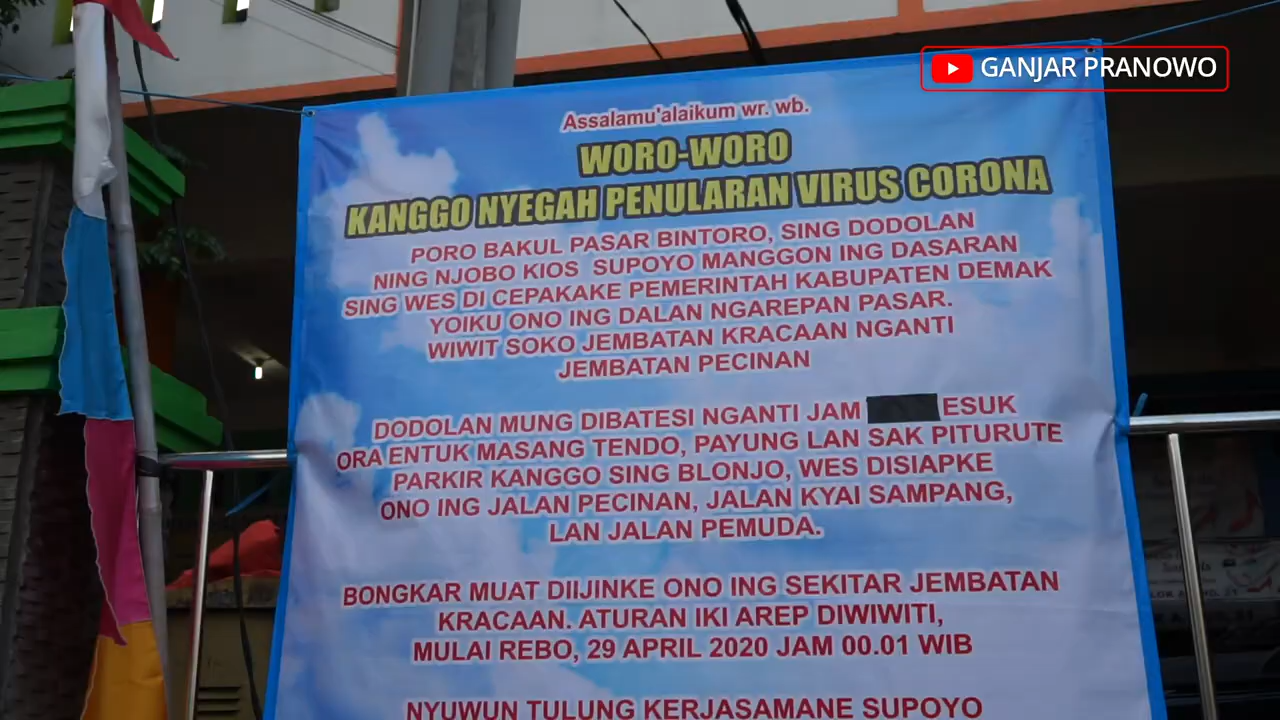 GANJAR PRANOWO
Assalamu'alaikum wr. wb.
WORO-WORO
KANGGO NYEGAH PENULARAN VIRUS CORONA
PORO BAKUL PASAR BINTORO, SING DODOLAN
NING NJOBO KIOS SUPOYO MANGGON ING DASARAN
SING WES DI CEPAKAKE PEMERINTAH KABUPATEN DEMAK
YOIKU ONO ING DALAN NGAREPAN PASAR.
WIWIT SOKO JEMBATAN KRACAAN NGANTI
JEMBATAN PECINAN
DODOLAN MUNG DIBATESI NGANTI JAM ESUK
ORA ENTUK MASANG TENDO, PAYUNG LAN SAK PITURUTE
PARKIR KANGGO SING BLONJO, WES DISIAPKE
ONO ING JALAN PECINAN, JALAN KYAI SAMPANG,
LAN JALAN PEMUDA.
BONGKAR MUAT DIIJINKE ONO ING SEKITAR JEMBATAN
KRACAAN. ATURAN IKI AREP DIWIWITI,
MULAI REBO, 29 APRIL 2020 JAM 00.01 WIB
NYUWUN TULUNG KERJASAMANE SUPOYO